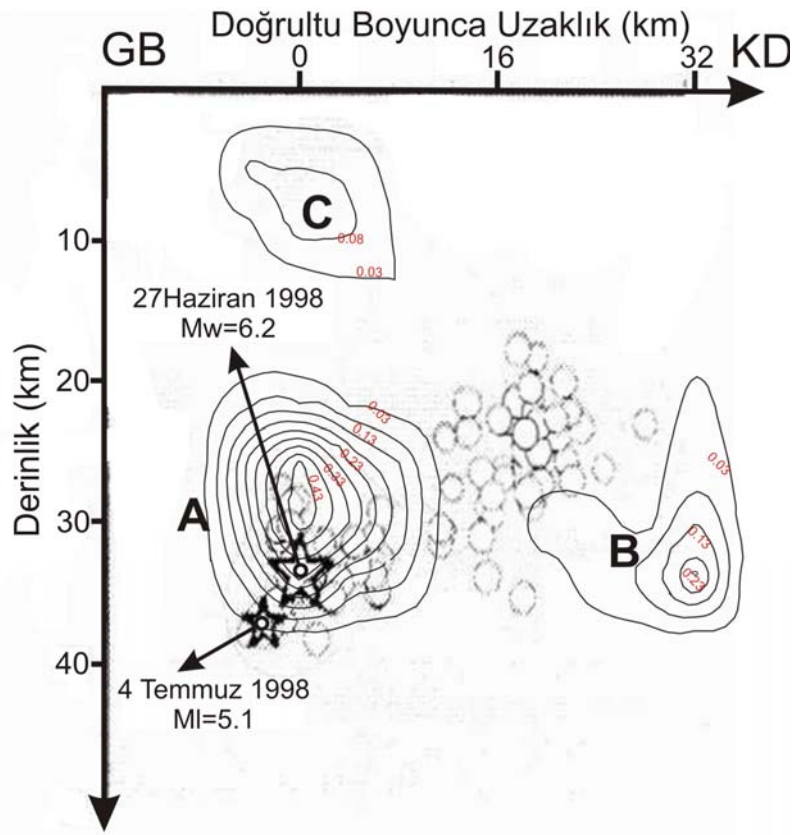 Doğrultu Boyunca Uzaklık (km)
GB
0
16
32
KD
C
0.08
10
0.03
27Haziran 1998
Mw=6.2
Derinlik (km)
20
0.03
0.13
0.23
0.33
0.43
0.03
A
30
0.13
B
0.23
40
4 Temmuz 1998
Ml=5.1